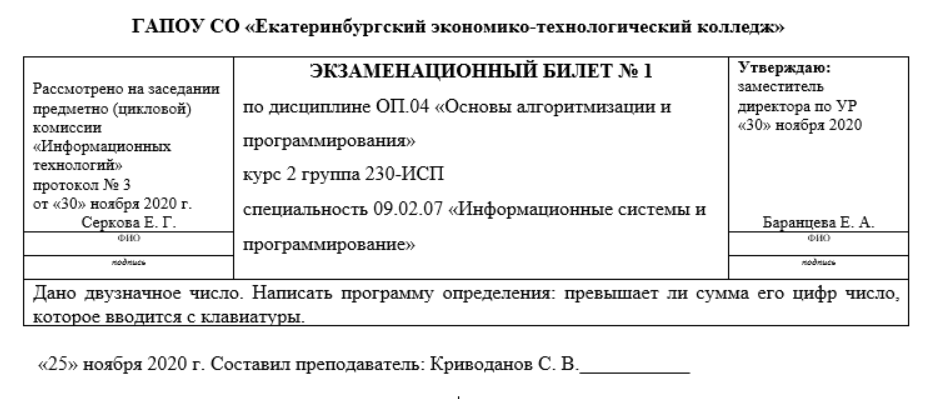 ГАПОУ СО «Екатеринбургский экономико-технологический колледж»
Рассмотрено на заседании
предметно (цикловой)
комиссии
«Информационных
технологий»
протокол № 3
от «30» ноября 2020 г.
Серкова Е. Г.
ФИО
подпись
ЭКЗАМЕНАЦИОННЫЙ БИЛЕТ № 1
по дисциплине ОП.04 «Основы алгоритмизации и
программирования»
курс 2 группа 230-ИСП
специальность 09.02.07 «Информационные системы и
программирование»
Утверждаю:
заместитель
директора по УР
«30» ноября 2020
Баранцева Е. А.
ФИО
подпись
Дано двузначное число. Написать программу определения: превышает ли сумма его цифр число,
которое вводится с клавиатуры.
«25» ноября 2020 г. Составил преподаватель: Криводанов С. В.____________